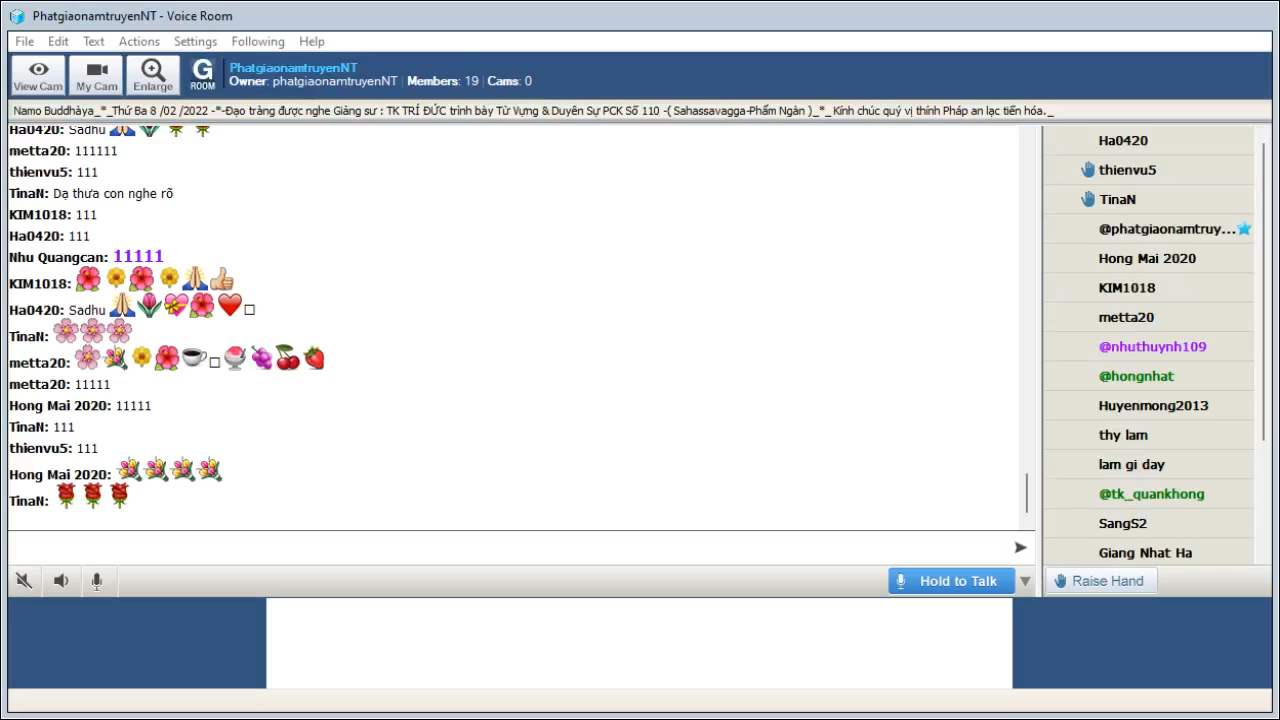 PhatgiaonamtruyenNT - Voice Room
File Edit Text Actions Settings Following Help
View Cam My Cam Enlarge G ROOM
PhatgiaonamtruyenNT
Owner: phatgiaonamtruyenNT Members: 19 Cams: 0
Namo Buddhàya_*_Thứ Ba 8 /02 /2022 -*-Đạo tràng được nghe Giảng sư : TK TRÍ ĐỨC trình bày Từ Vựng & Duyên Sự PCK Số 110 -( Sahassavagga-Phẩm Ngàn )_*_Kính chúc quý vị thính Pháp an lạc tiến hóa._
Ha0420: Sadhu
metta20: 111111
thienvu5: 111
TinaN: Dạ thưa con nghe rõ
KIM1018: 111
Ha0420: 111
Nhu Quangcan: 11111
KIM1018:
Ha0420: Sadhu
TinaN:
metta20:
metta20: 11111
Hong Mai 2020: 11111
TinaN: 111
thienvu5: 111
Hong Mai 2020:
TinaN:
Ha0420
thienvu5
TinaN
@phatgiaonamtruy...
Hong Mai 2020
KIM1018
metta20
@nhuthuynh109
@hongnhat
Huyenmong2013
thy lam
lam gi day
@tk_quankhong
SangS2
Giang Nhat Ha
Hold to Talk
Raise Hand